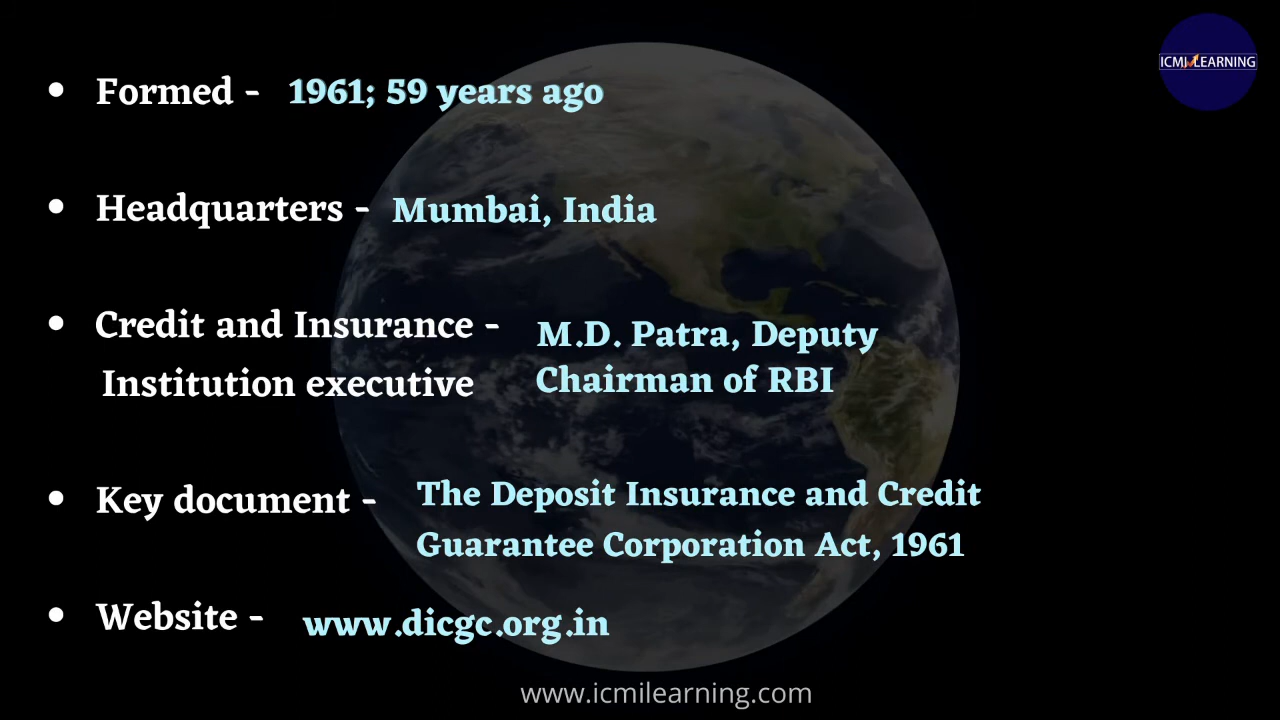 ICMI LEARNING
• Formed - 1961; 59 years ago
• Headquarters - Mumbai, India
• Credit and Insurance - M.D. Patra, Deputy
Institution executive Chairman of RBI
• Key document - The Deposit Insurance and Credit
Guarantee Corporation Act, 1961
• Website - www.dicgc.org.in
www.icmilearning.com